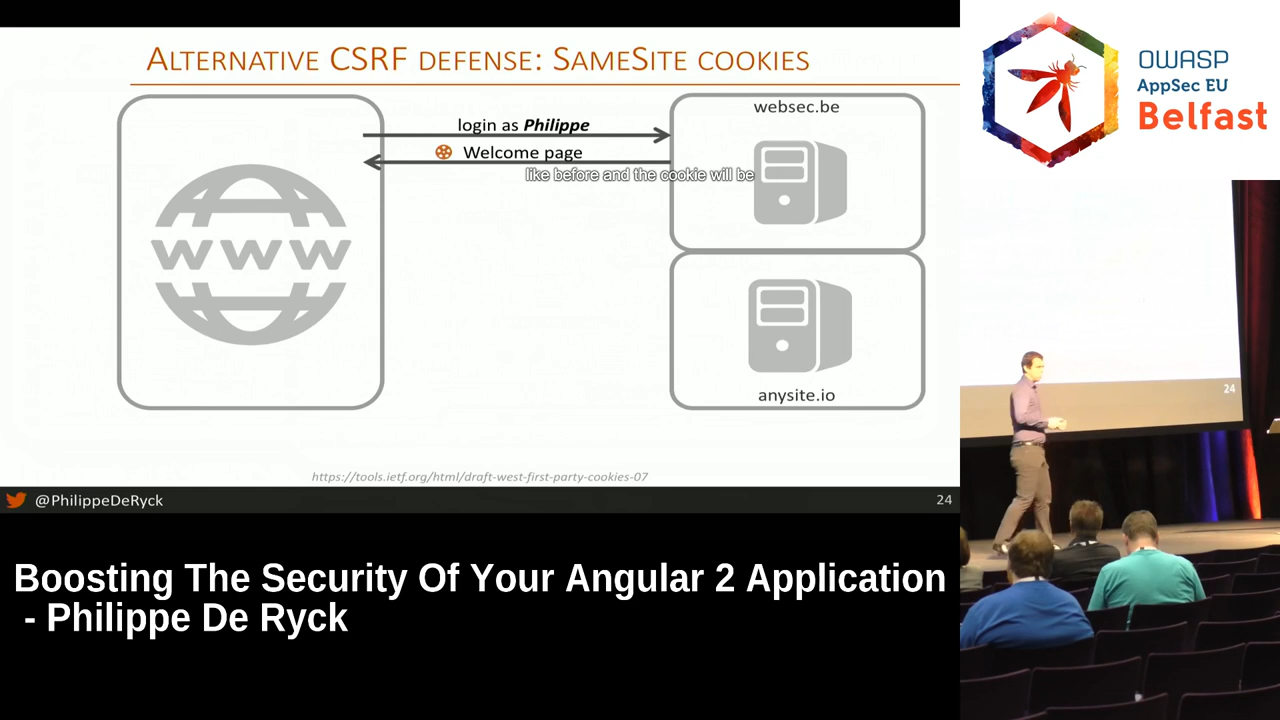 ALTERNATIVE CSRF DEFENSE: SAMESITE COOKIES
login as Philippe
Welcome page
like before and the cookie will be
websec.be
www
anysite.io
https://tools.ietf.org/html/draft-west-first-party-cookies-07
@PhilippeDeRyck
24
Boosting The Security Of Your Angular 2 Application
- Philippe De Ryck
OWASP
AppSec EU
Belfast
24